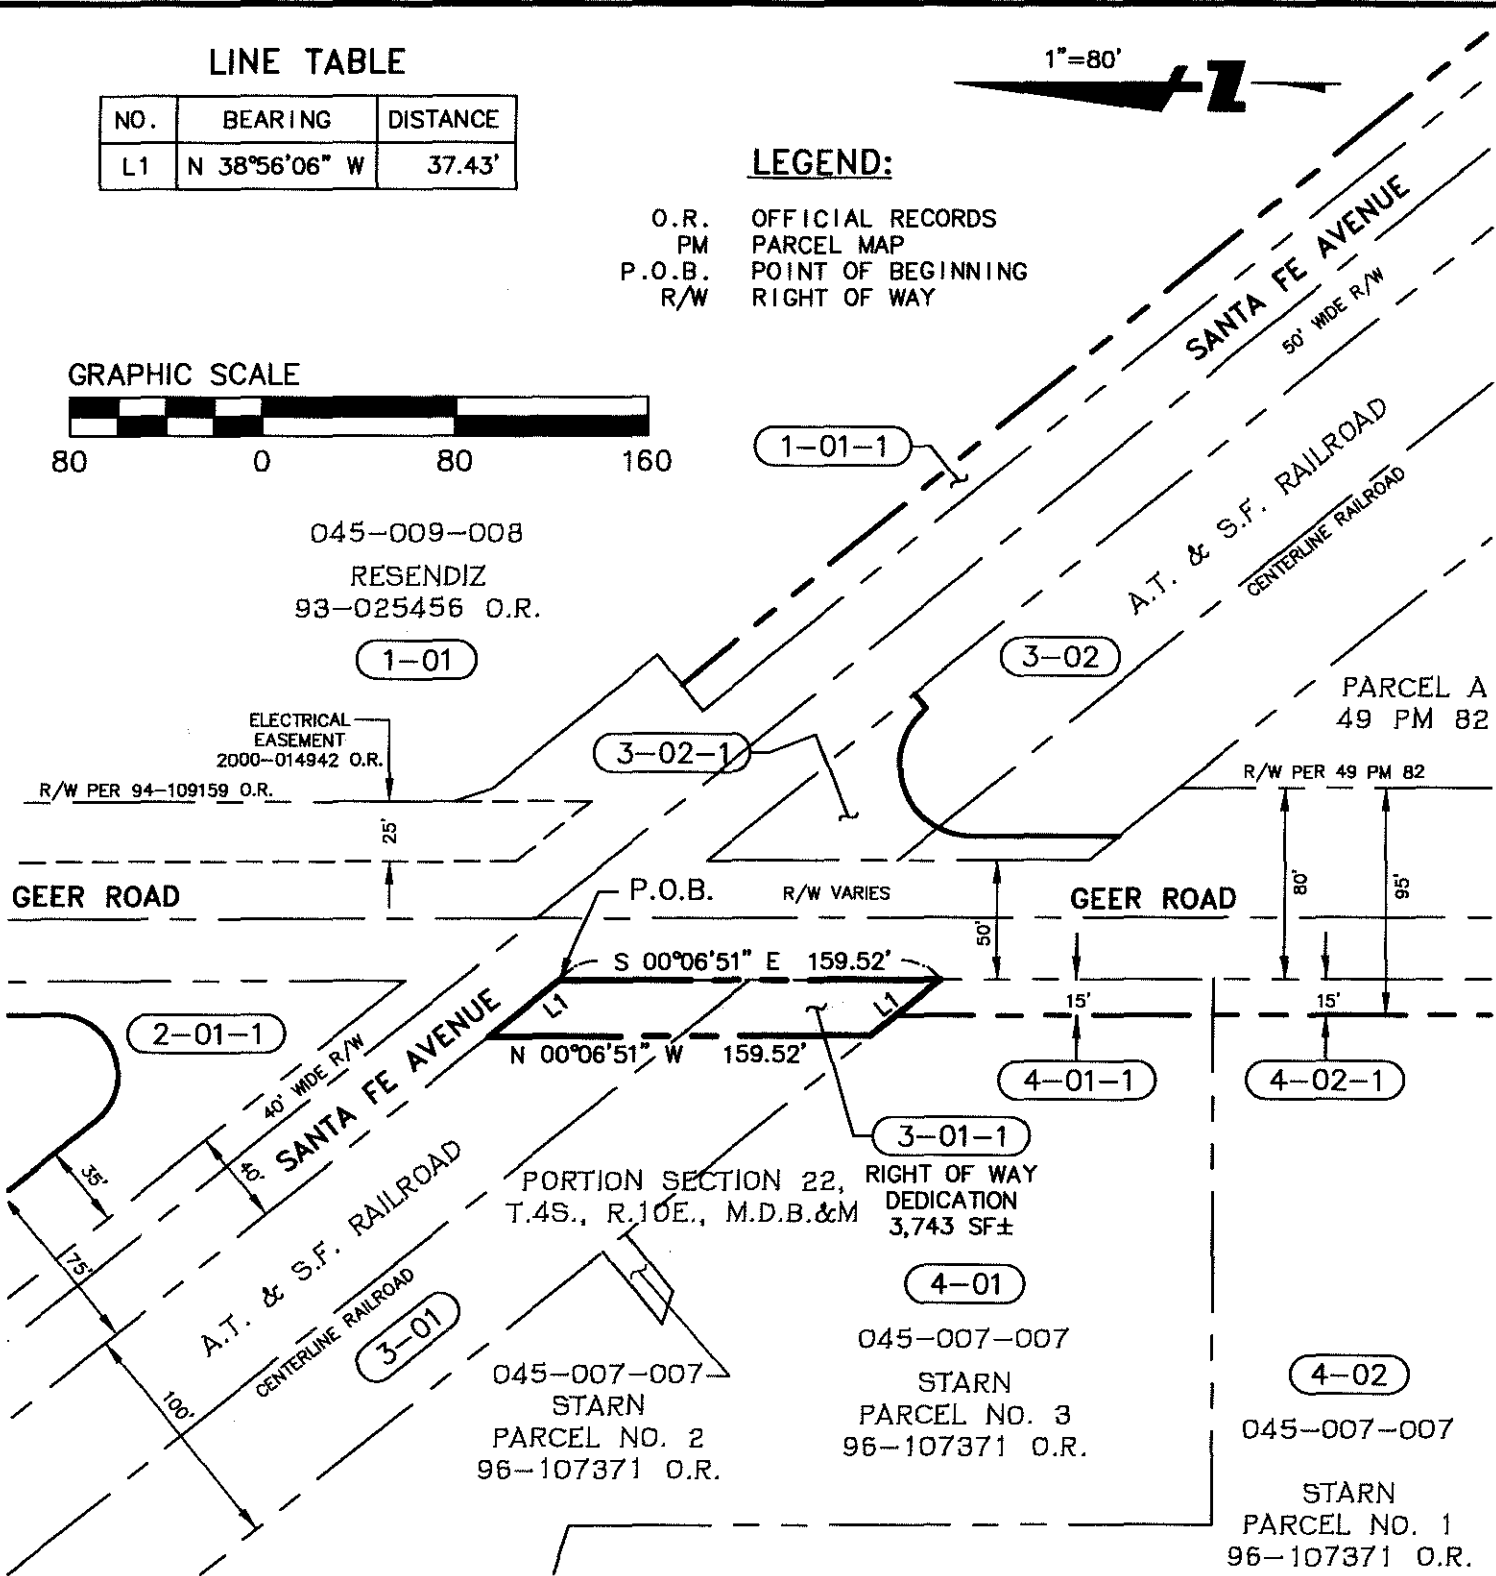 LINE TABLE
NO. BEARING DISTANCE
L1 N 38°56'06" W 37.43'
1"=80'
LEGEND:
O.R. OFFICIAL RECORDS
PM PARCEL MAP
P.O.B. POINT OF BEGINNING
R/W RIGHT OF WAY
GRAPHIC SCALE
80 0 80 160
SANTA FE AVENUE
50' WIDE R/W
A.T. & S.F. RAILROAD
CENTERLINE RAILROAD
1-01-1
045-009-008
RESENDIZ
93-025456 O.R.
1-01
3-02
PARCEL A
49 PM 82
ELECTRICAL
EASEMENT
2000-014942 O.R.
3-02-1
R/W PER 94-109159 O.R.
R/W PER 49 PM 82
25'
80'
95'
GEER ROAD
P.O.B.
R/W VARIES
GEER ROAD
50'
S 00°06'51" E 159.52'
L1
L1
15'
15'
N 00°06'51" W 159.52'
2-01-1
40' WIDE R/W
SANTA FE AVENUE
4-01-1
4-02-1
3-01-1
RIGHT OF WAY
DEDICATION
3,743 SF±
35'
40'
PORTION SECTION 22,
T.4S., R.10E., M.D.B.&M
75'
A.T. & S.F. RAILROAD
CENTERLINE RAILROAD
3-01
100'
4-01
045-007-007
STARN
PARCEL NO. 3
96-107371 O.R.
045-007-007
STARN
PARCEL NO. 2
96-107371 O.R.
4-02
045-007-007
STARN
PARCEL NO. 1
96-107371 O.R.